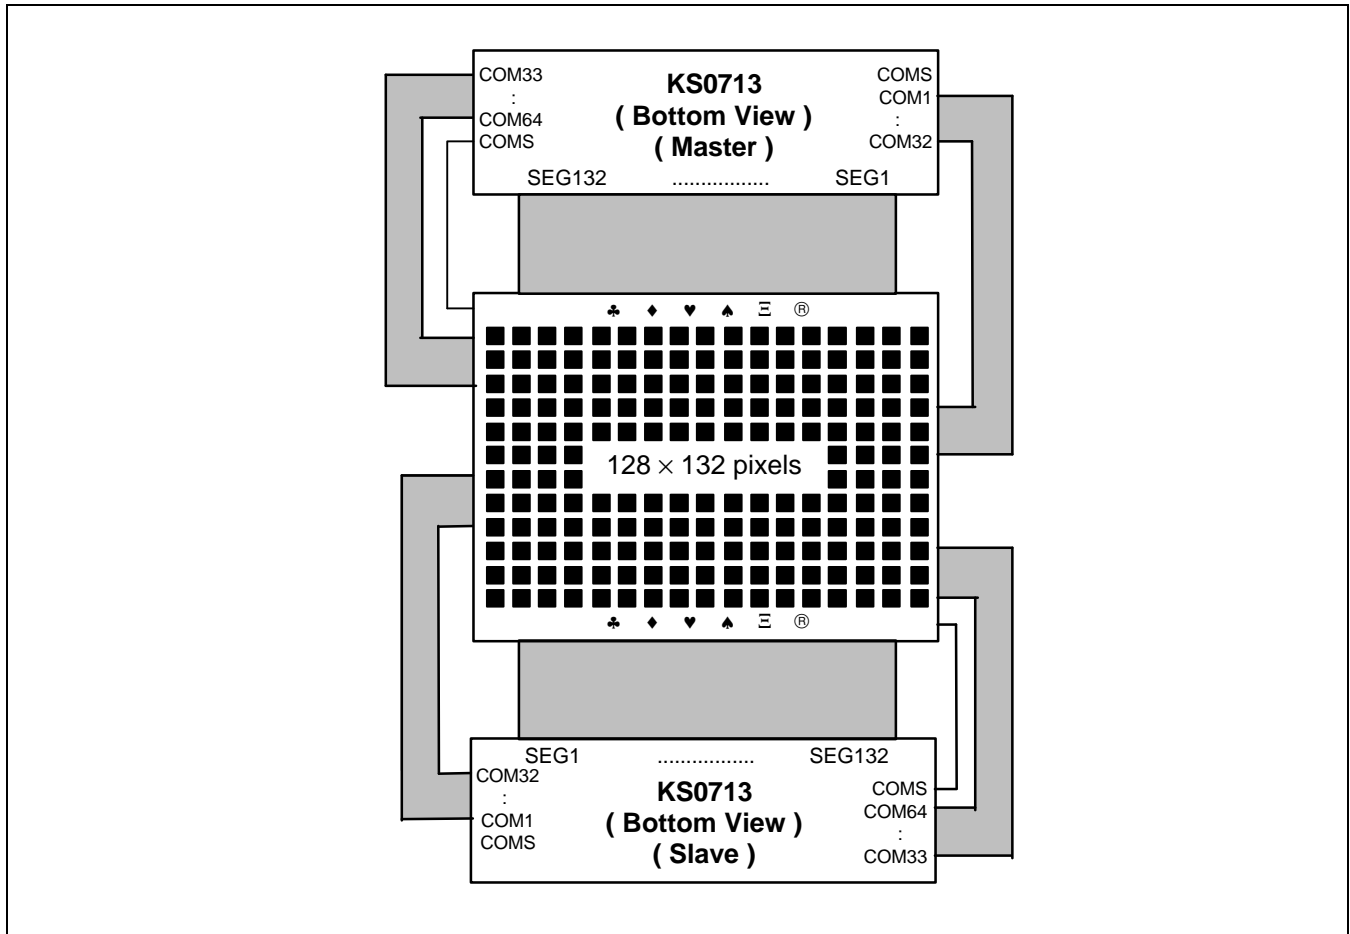 COM33
:
COM64
COMS
KS0713
( Bottom View )
( Master )
COMS
COM1
:
COM32
SEG132 ................. SEG1
♣ ♦ ♥ ♠ Ξ ®
128 × 132 pixels
♣ ♦ ♥ ♠ Ξ ®
SEG1 ................. SEG132
COM32
:
COM1
COMS
KS0713
( Bottom View )
( Slave )
COMS
COM64
:
COM33